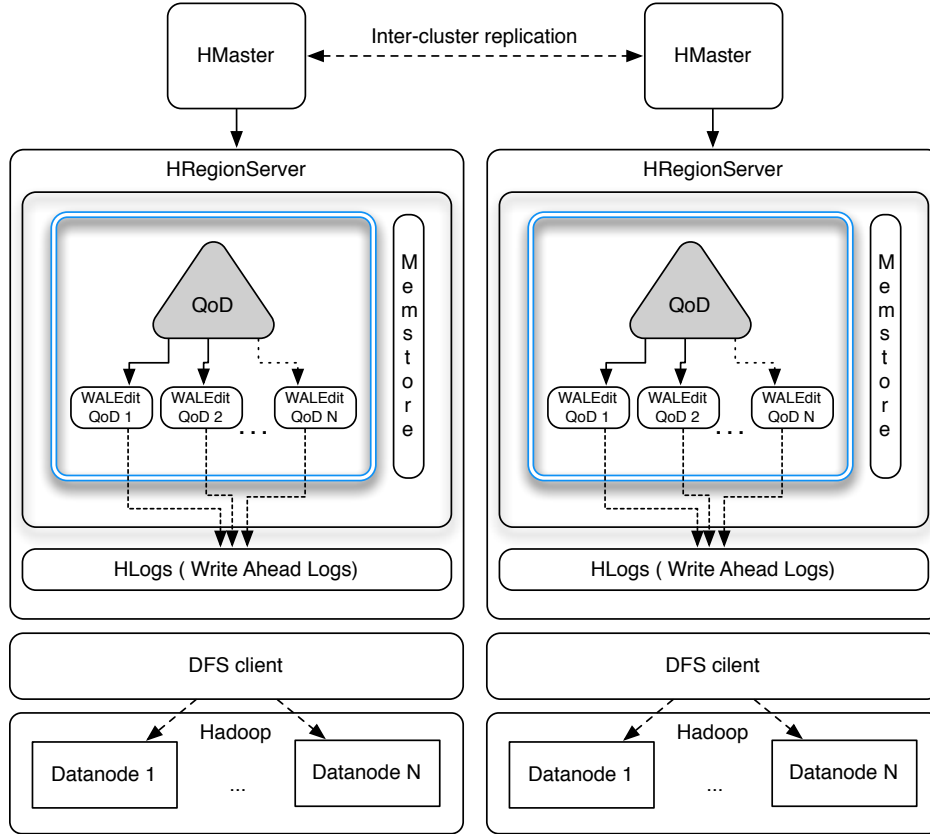 HMaster
Inter-cluster replication
HMaster
HRegionServer
QoD
WALEdit
QoD 1
WALEdit
QoD 2
. . .
WALEdit
QoD N
Memstore
HLogs ( Write Ahead Logs)
DFS client
Hadoop
Datanode 1
...
Datanode N
HRegionServer
QoD
WALEdit
QoD 1
WALEdit
QoD 2
. . .
WALEdit
QoD N
Memstore
HLogs ( Write Ahead Logs)
DFS cilent
Hadoop
Datanode 1
...
Datanode N